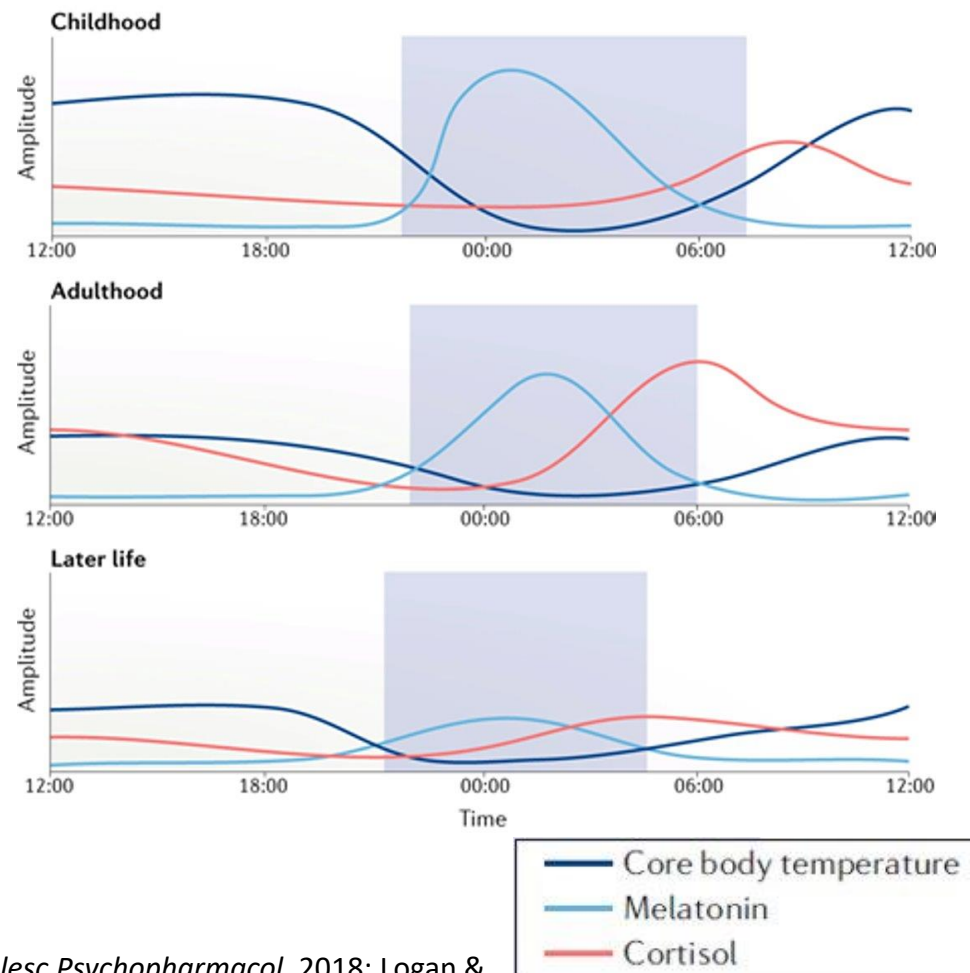 Childhood
Amplitude
12:00 18:00 00:00 06:00 12:00
Adulthood
Amplitude
12:00 18:00 00:00 06:00 12:00
Later life
Amplitude
12:00 18:00 00:00 06:00 12:00
Time
Core body temperature
Melatonin
Cortisol
lesc Psychopharmacol, 2018; Logan &